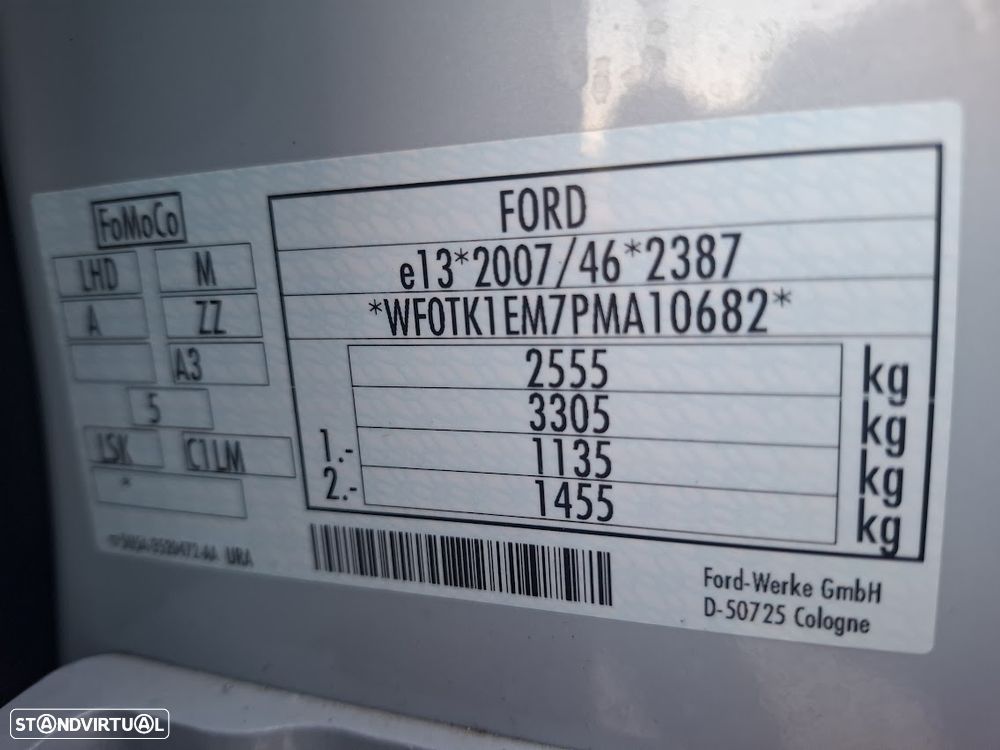 FoMoCo
LHD M
A ZZ
A3
5
LSK C1LM
*
URA
FORD
e13*2007/46*2387
*WF0TK1EM7PMA10682*
2555 kg
3305 kg
1.- 1135 kg
2.- 1455 kg
Ford-Werke GmbH
D-50725 Cologne
STANDVIRTUAL